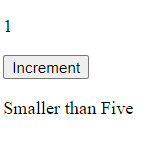 1
Increment
Smaller than Five